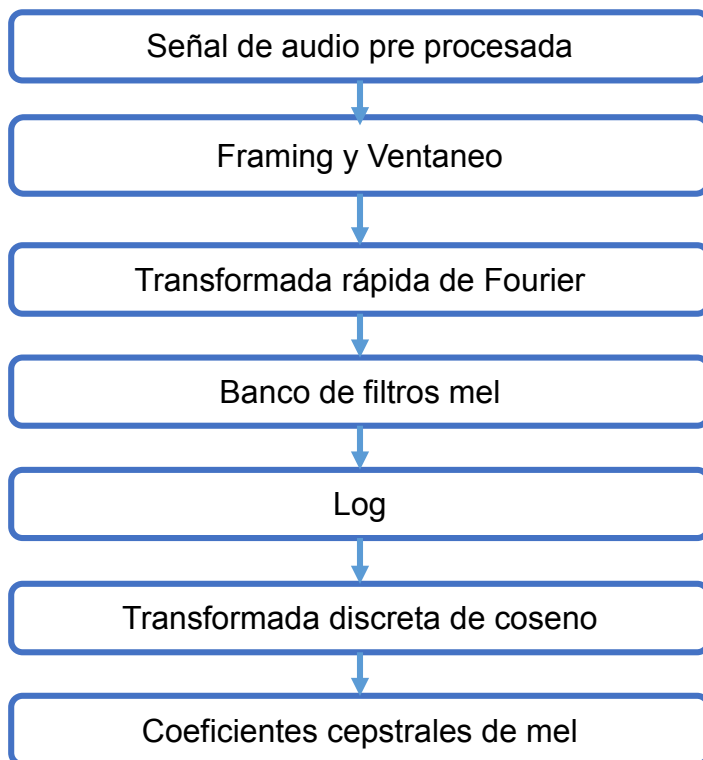 Señal de audio pre procesada
Framing y Ventaneo
Transformada rápida de Fourier
Banco de filtros mel
Log
Transformada discreta de coseno
Coeficientes cepstrales de mel